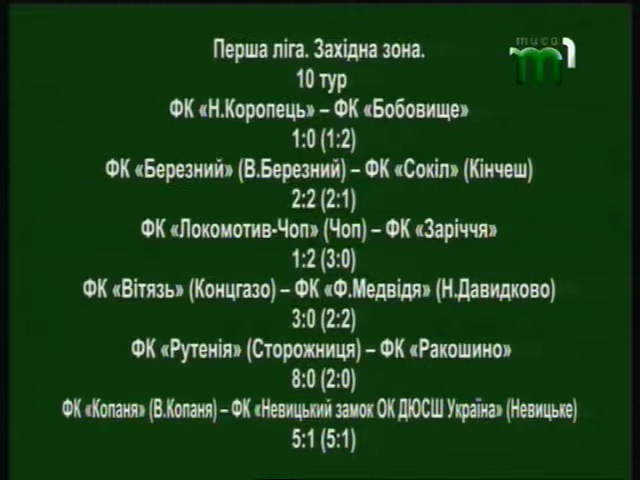 тиса 1
Перша ліга. Західна зона.
10 тур
ФК «Н.Коропець» – ФК «Бобовище»
1:0 (1:2)
ФК «Березний» (В.Березний) – ФК «Сокіл» (Кінчеш)
2:2 (2:1)
ФК «Локомотив-Чоп» (Чоп) – ФК «Заріччя»
1:2 (3:0)
ФК «Вітязь» (Концгазо) – ФК «Ф.Медвідя» (Н.Давидково)
3:0 (2:2)
ФК «Рутенія» (Сторожниця) – ФК «Ракошино»
8:0 (2:0)
ФК «Копаня» (В.Копаня) – ФК «Невицький замок ОК ДЮСШ Україна» (Невицьке)
5:1 (5:1)